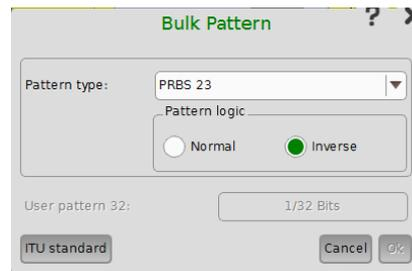 Bulk Pattern ?
Pattern type: PRBS 23
Pattern logic
Normal Inverse
User pattern 32: 1/32 Bits
ITU standard Cancel Ok